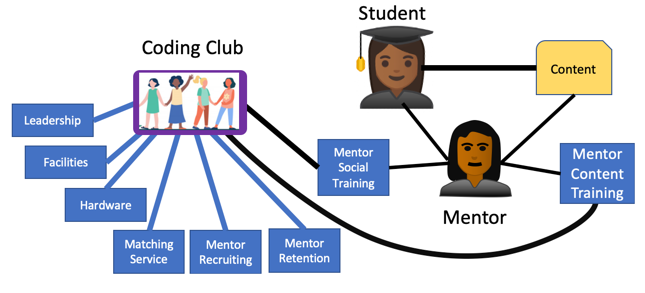 Student
Coding Club
Content
Leadership
Facilities
Hardware
Matching
Service
Mentor
Recruiting
Mentor
Retention
Mentor
Social
Training
Mentor
Mentor
Content
Training